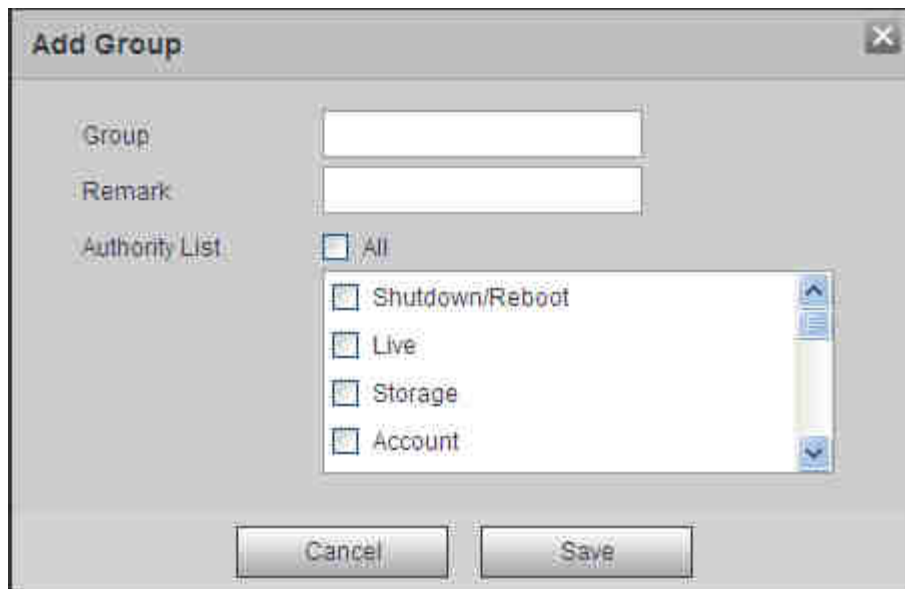 Add Group
Group
Remark
Authority List
All
Shutdown/Reboot
Live
Storage
Account
Cancel
Save